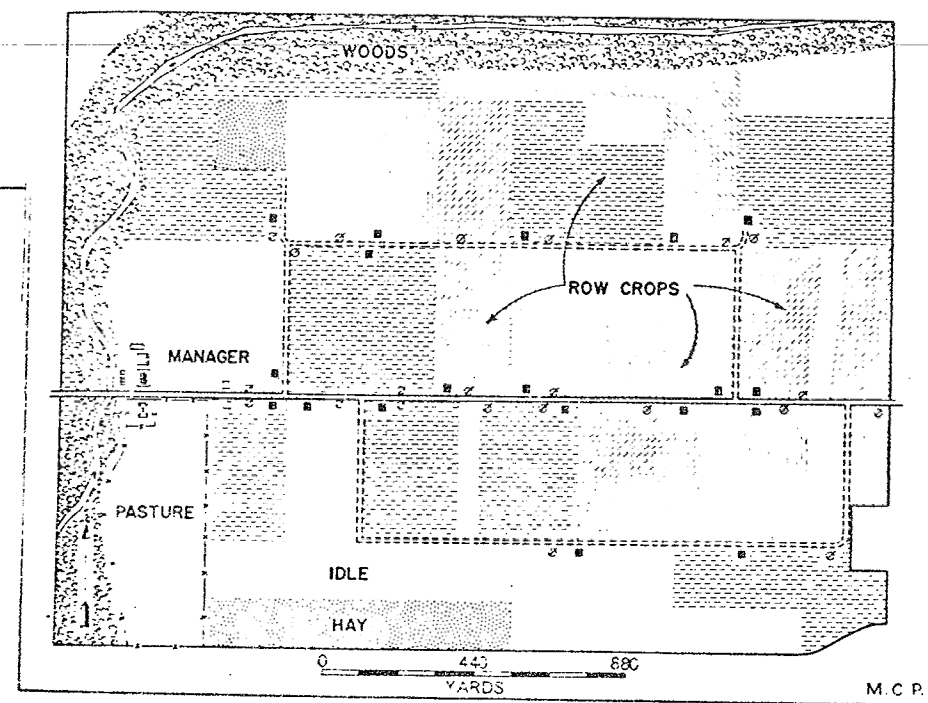 WOODS
ROW CROPS
MANAGER
PASTURE
IDLE
HAY
0 440 880
YARDS
M.C.P.